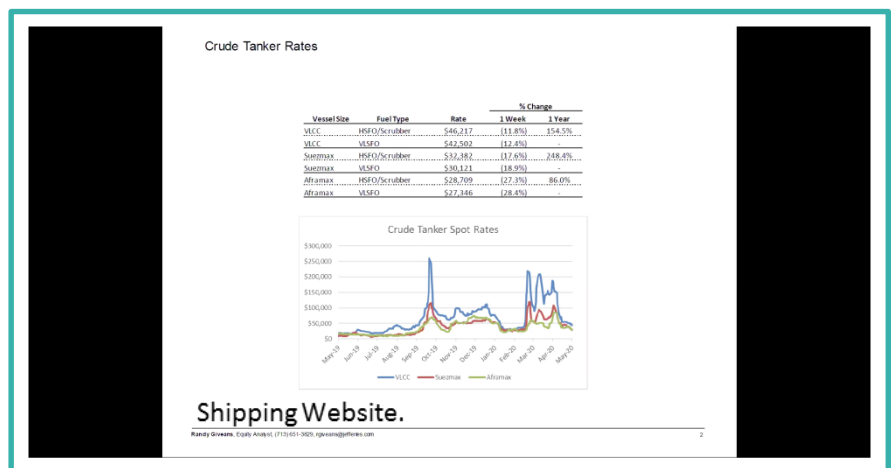 Crude Tanker Rates
% Change
Vessel Size Fuel Type Rate 1 Week 1 Year
VLCC HSFO/Scrubber $46,217 (11.8%) 154.5%
VLCC VLSFO $42,502 (12.4%) -
Suezmax HSFO/Scrubber $32,382 (17.6%) 248.4%
Suezmax VLSFO $30,121 (18.9%) -
Aframax HSFO/Scrubber $28,709 (27.3%) 86.0%
Aframax VLSFO $27,346 (28.4%) -
Crude Tanker Spot Rates
$300,000
$250,000
$200,000
$150,000
$100,000
$50,000
$0
May-19 Jun-19 Jul-19 Aug-19 Sep-19 Oct-19 Nov-19 Dec-19 Jan-20 Feb-20 Mar-20 Apr-20 May-20
VLCC Suezmax Aframax
Shipping Website.
Randy Giveans, Equity Analyst, (713) 651-3829, rgiveans@jefferies.com 2